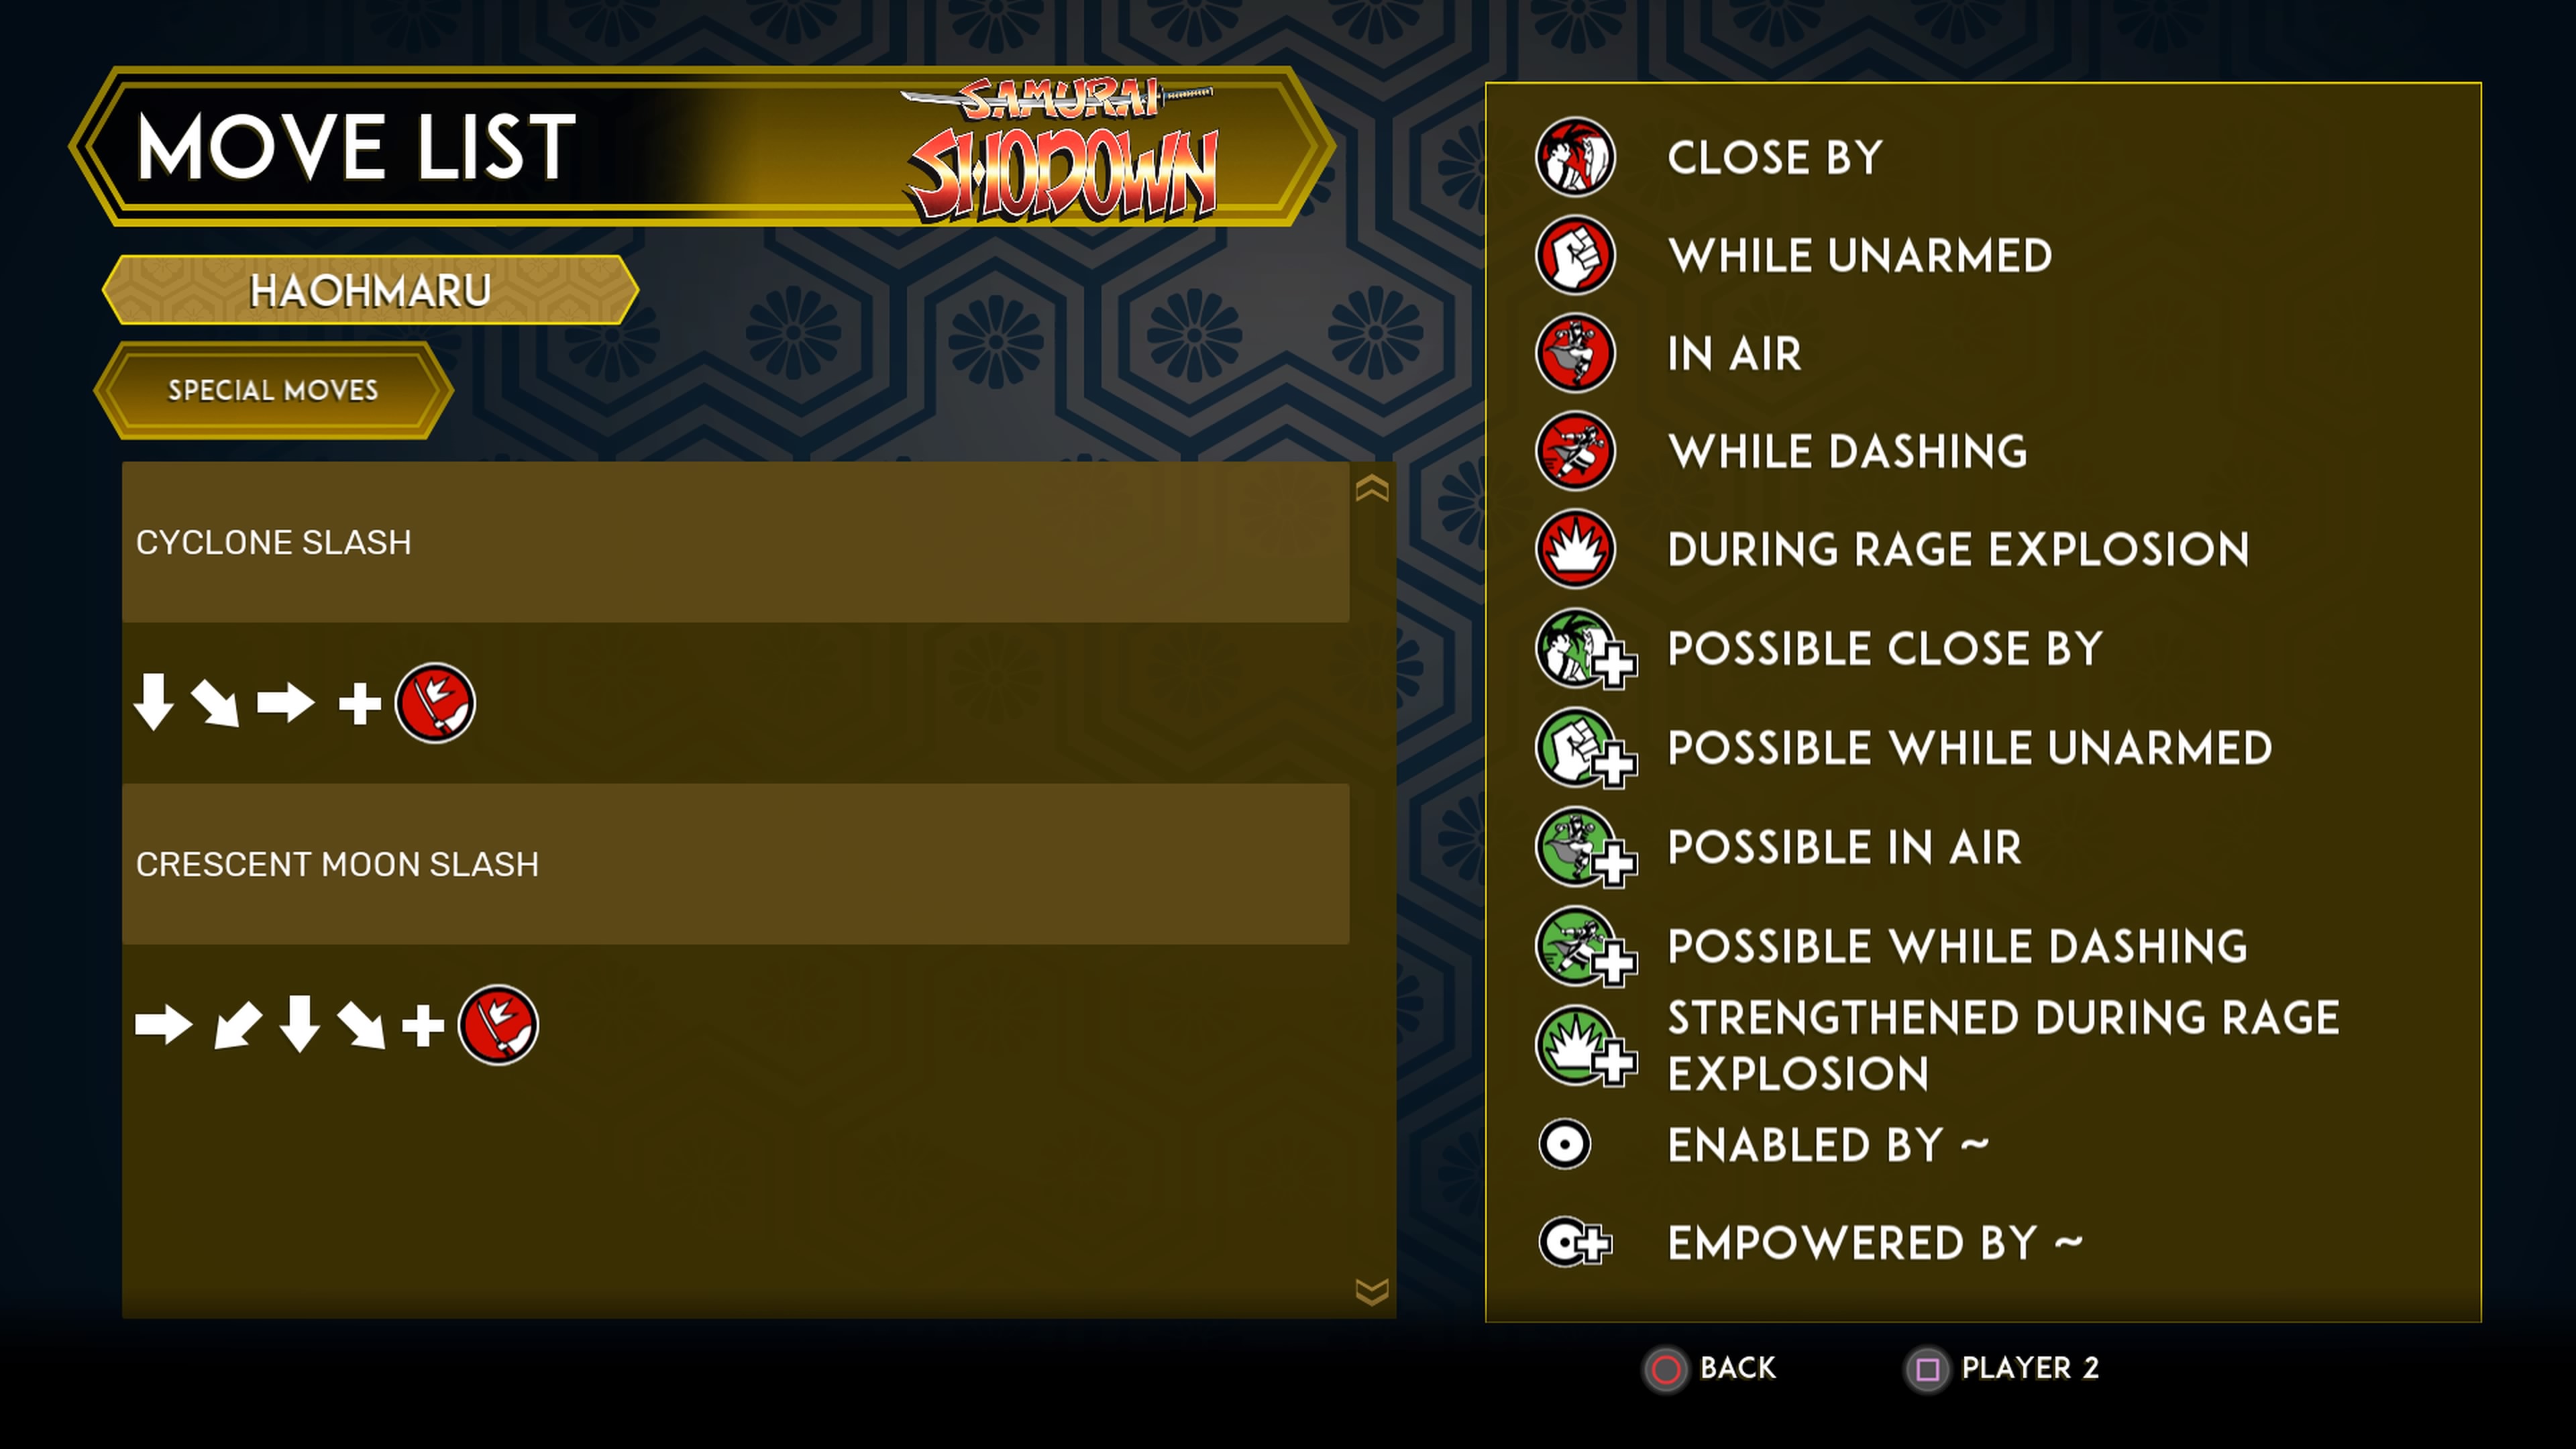 MOVE LIST
SAMURAI
SHODOWN
HAOHMARU
SPECIAL MOVES
CYCLONE SLASH
+
CRESCENT MOON SLASH
+
CLOSE BY
WHILE UNARMED
IN AIR
WHILE DASHING
DURING RAGE EXPLOSION
POSSIBLE CLOSE BY
POSSIBLE WHILE UNARMED
POSSIBLE IN AIR
POSSIBLE WHILE DASHING
STRENGTHENED DURING RAGE
EXPLOSION
ENABLED BY ~
EMPOWERED BY ~
BACK
PLAYER 2